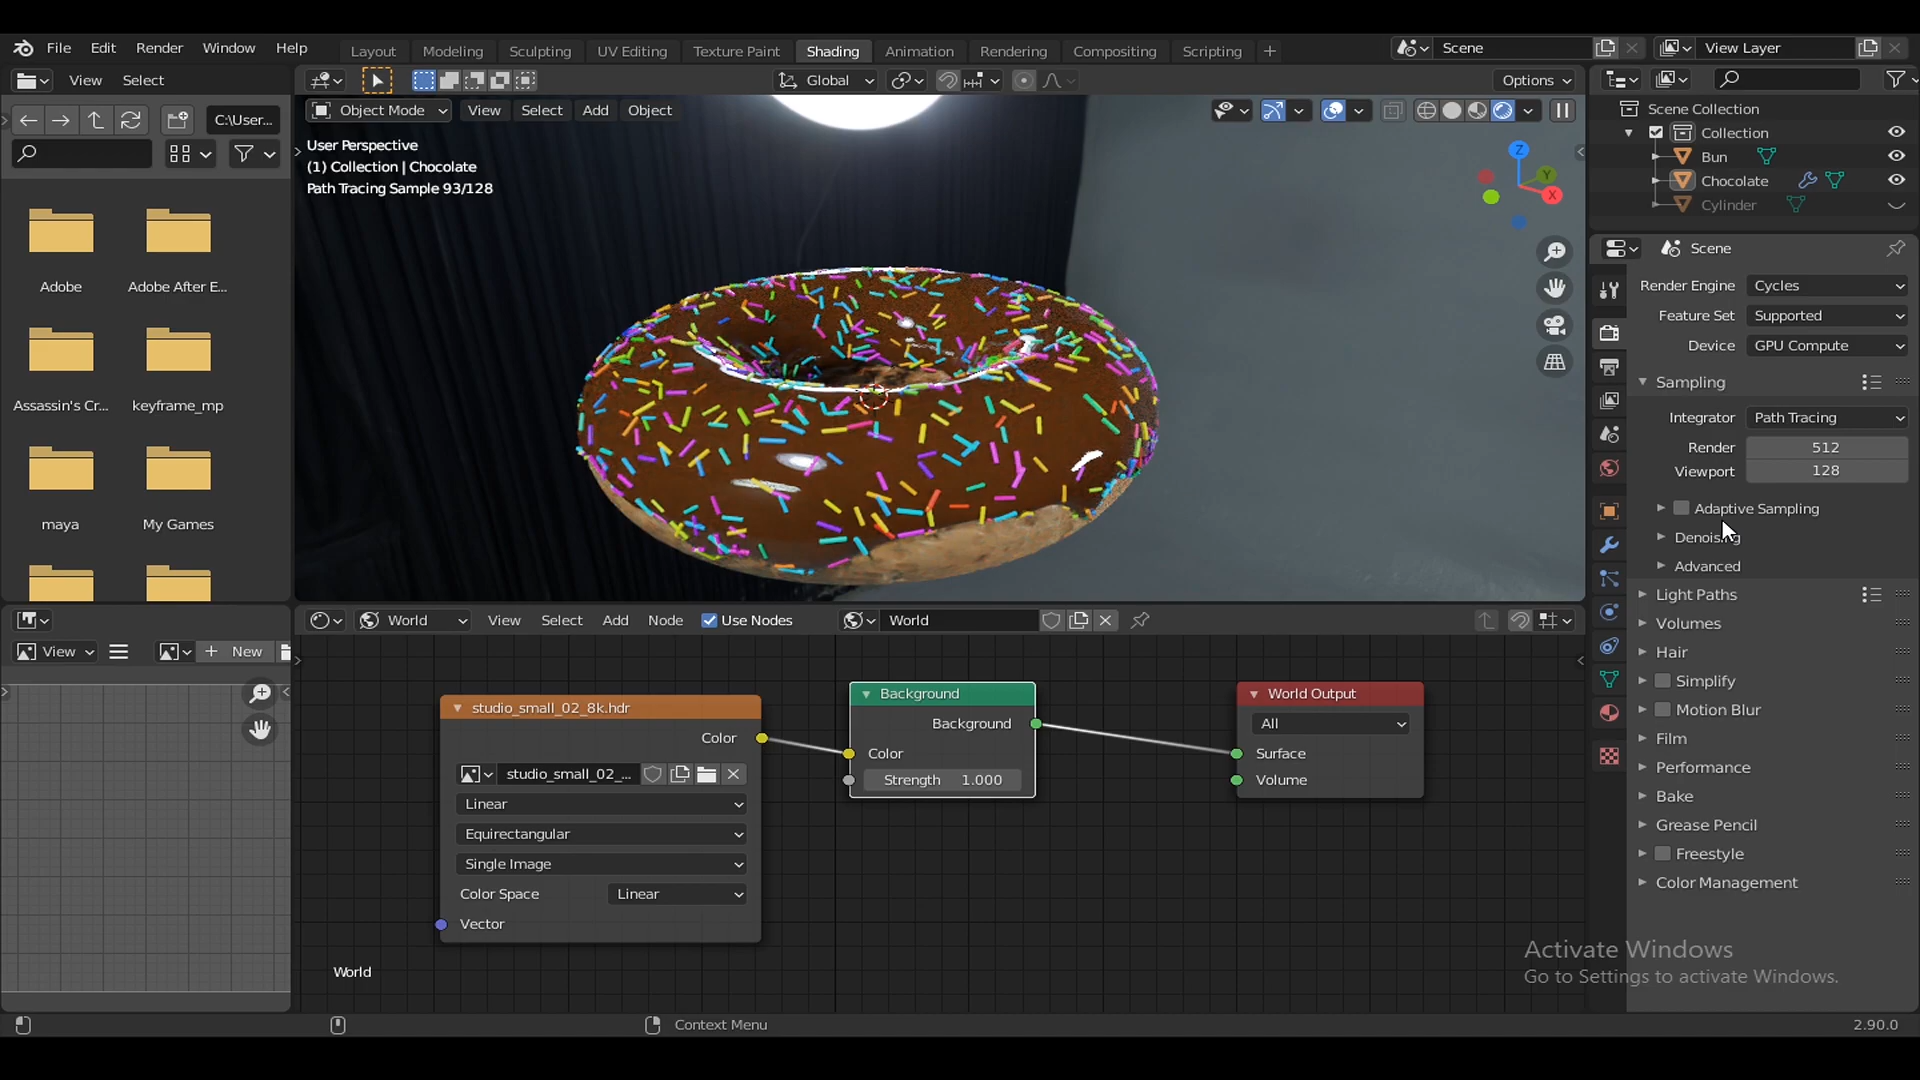 File Edit Render Window Help Layout Modeling Sculpting UV Editing Texture Paint Shading Animation Rendering Compositing Scripting + Scene View Layer
View Select Global Options
Object Mode View Select Add Object
C:\User...
User Perspective
(1) Collection | Chocolate
Path Tracing Sample 93/128
Z
Y
X
Adobe Adobe After E...
Assassin's Cr... keyframe_mp
maya My Games
Scene Collection
Collection
Bun
Chocolate
Cylinder
Scene
Render Engine Cycles
Feature Set Supported
Device GPU Compute
Sampling
Integrator Path Tracing
Render 512
Viewport 128
Adaptive Sampling
Denoising
Advanced
Light Paths
Volumes
Hair
Simplify
Motion Blur
Film
Performance
Bake
Grease Pencil
Freestyle
Color Management
View + New
World View Select Add Node Use Nodes World
studio_small_02_8k.hdr
Color
studio_small_02_...
Linear
Equirectangular
Single Image
Color Space Linear
Vector
Background
Background
Color
Strength 1.000
World Output
All
Surface
Volume
World
Activate Windows
Go to Settings to activate Windows.
Context Menu
2.90.0